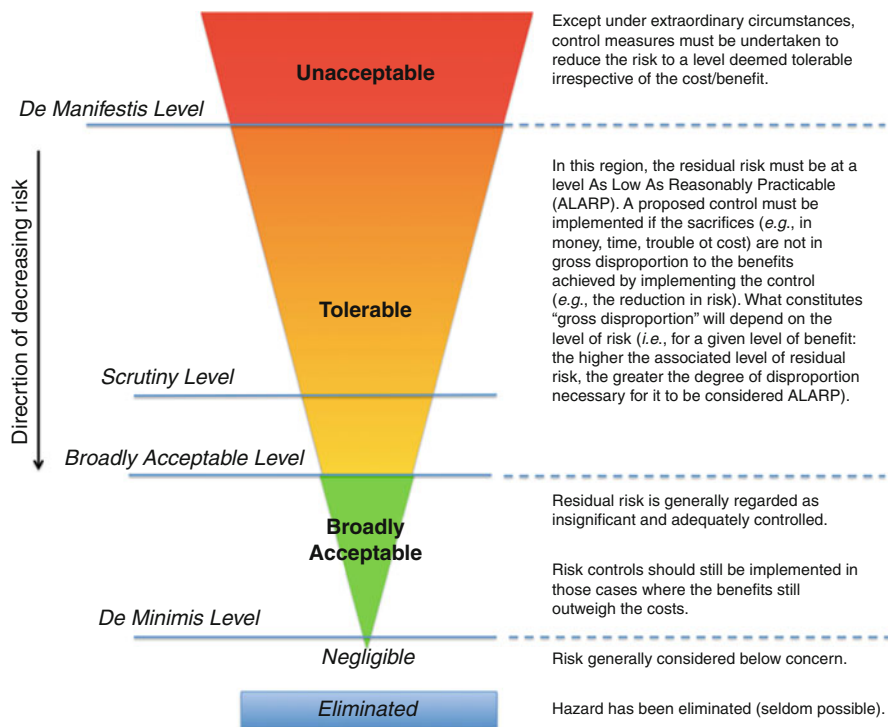 Except under extraordinary circumstances,
control measures must be undertaken to
reduce the risk to a level deemed tolerable
irrespective of the cost/benefit.
Unacceptable
De Manifestis Level
Direcrtion of decreasing risk
In this region, the residual risk must be at a
level As Low As Reasonably Practicable
(ALARP). A proposed control must be
implemented if the sacrifices (e.g., in
money, time, trouble ot cost) are not in
gross disproportion to the benefits
achieved by implementing the control
(e.g., the reduction in risk). What constitutes
“gross disproportion” will depend on the
level of risk (i.e., for a given level of benefit:
the higher the associated level of residual
risk, the greater the degree of disproportion
necessary for it to be considered ALARP).
Tolerable
Scrutiny Level
Broadly Acceptable Level
Residual risk is generally regarded as
insignificant and adequately controlled.
Broadly
Acceptable
Risk controls should still be implemented in
those cases where the benefits still
outweigh the costs.
De Minimis Level
Negligible
Risk generally considered below concern.
Eliminated
Hazard has been eliminated (seldom possible).